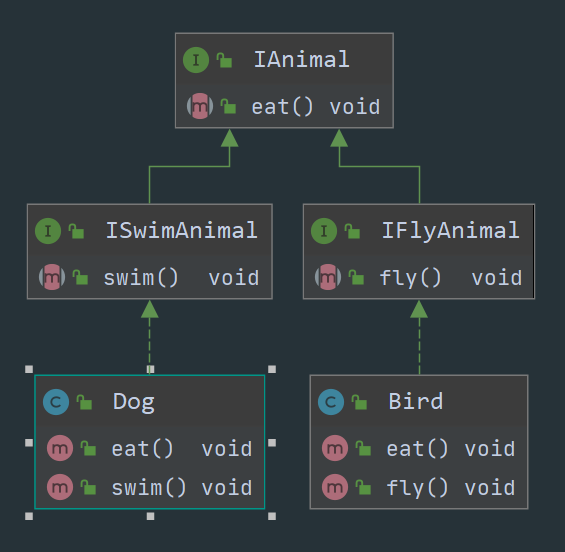 I IAnimal
m eat() void
I ISwimAnimal
m swim() void
I IFlyAnimal
m fly() void
C Dog
m eat() void
m swim() void
C Bird
m eat() void
m fly() void